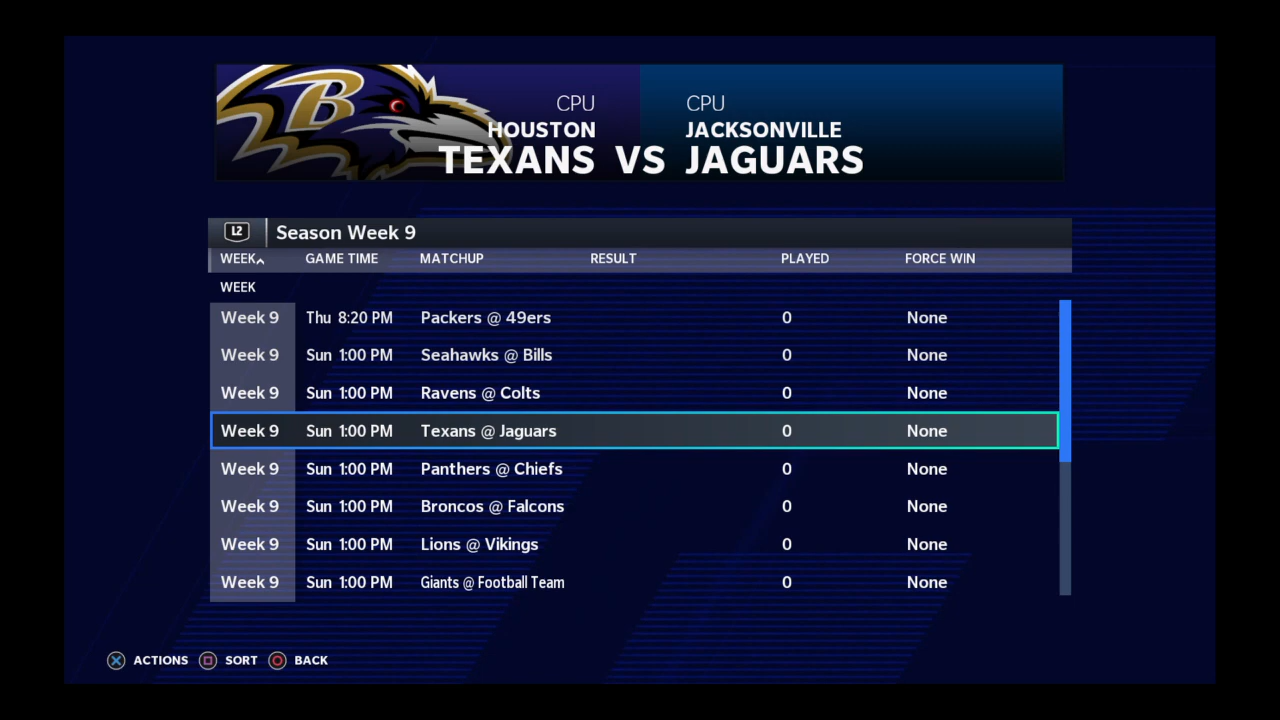 B
CPU CPU
HOUSTON JACKSONVILLE
TEXANS VS JAGUARS
L2 Season Week 9
WEEK GAME TIME MATCHUP RESULT PLAYED FORCE WIN
WEEK
Week 9 Thu 8:20 PM Packers @ 49ers 0 None
Week 9 Sun 1:00 PM Seahawks @ Bills 0 None
Week 9 Sun 1:00 PM Ravens @ Colts 0 None
Week 9 Sun 1:00 PM Texans @ Jaguars 0 None
Week 9 Sun 1:00 PM Panthers @ Chiefs 0 None
Week 9 Sun 1:00 PM Broncos @ Falcons 0 None
Week 9 Sun 1:00 PM Lions @ Vikings 0 None
Week 9 Sun 1:00 PM Giants @ Football Team 0 None
ACTIONS SORT BACK